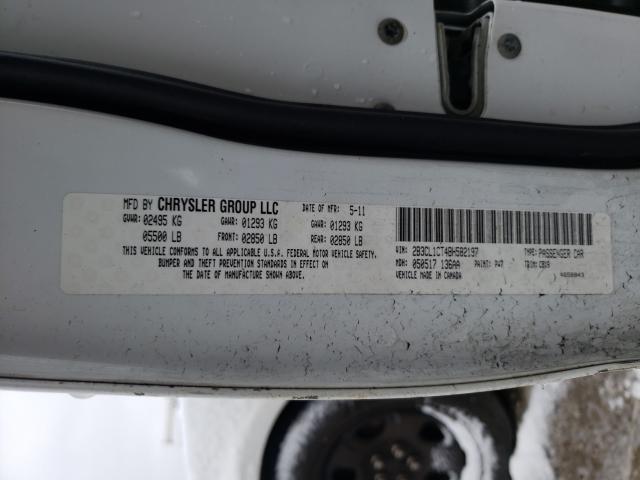 MFD BY CHRYSLER GROUP LLC DATE OF MFR: 5-11
GVWR: 02495 KG GAWR: 01293 KG GAWR: 01293 KG
05500 LB FRONT: 02850 LB REAR: 02850 LB
THIS VEHICLE CONFORMS TO ALL APPLICABLE U.S.A. FEDERAL MOTOR VEHICLE SAFETY,
BUMPER AND THEFT PREVENTION STANDARDS IN EFFECT ON
THE DATE OF MANUFACTURE SHOWN ABOVE.
VIN: 2B3CL1CT4BH582197 TYPE: PASSENGER CAR
MDH: 050517 136AA PAINT: PW7 TRIM:
VEHICLE MADE IN CANADA